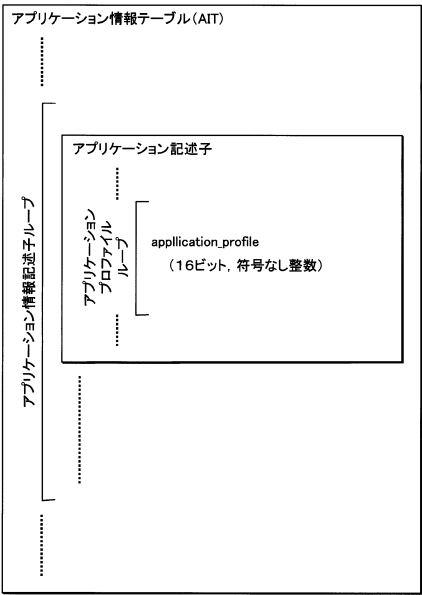 アプリケーション情報テーブル(AIT)
アプリケーション情報記述子ループ
アプリケーション記述子
アプリケーション
プロファイル
ループ
appllication_profile
(16ビット, 符号なし整数)